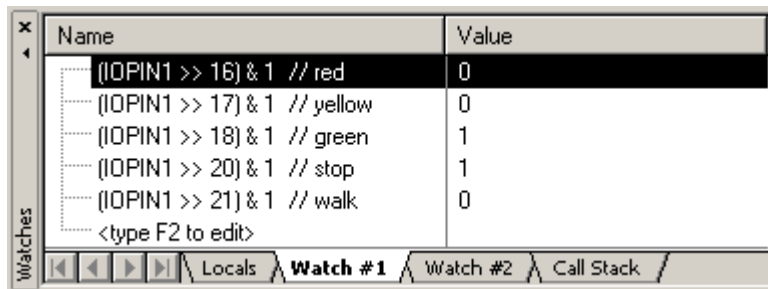 Name Value
(IOPIN1 >> 16) & 1 // red 0
(IOPIN1 >> 17) & 1 // yellow 0
(IOPIN1 >> 18) & 1 // green 1
(IOPIN1 >> 20) & 1 // stop 1
(IOPIN1 >> 21) & 1 // walk 0
<type F2 to edit>
Watches
Locals Watch #1 Watch #2 Call Stack